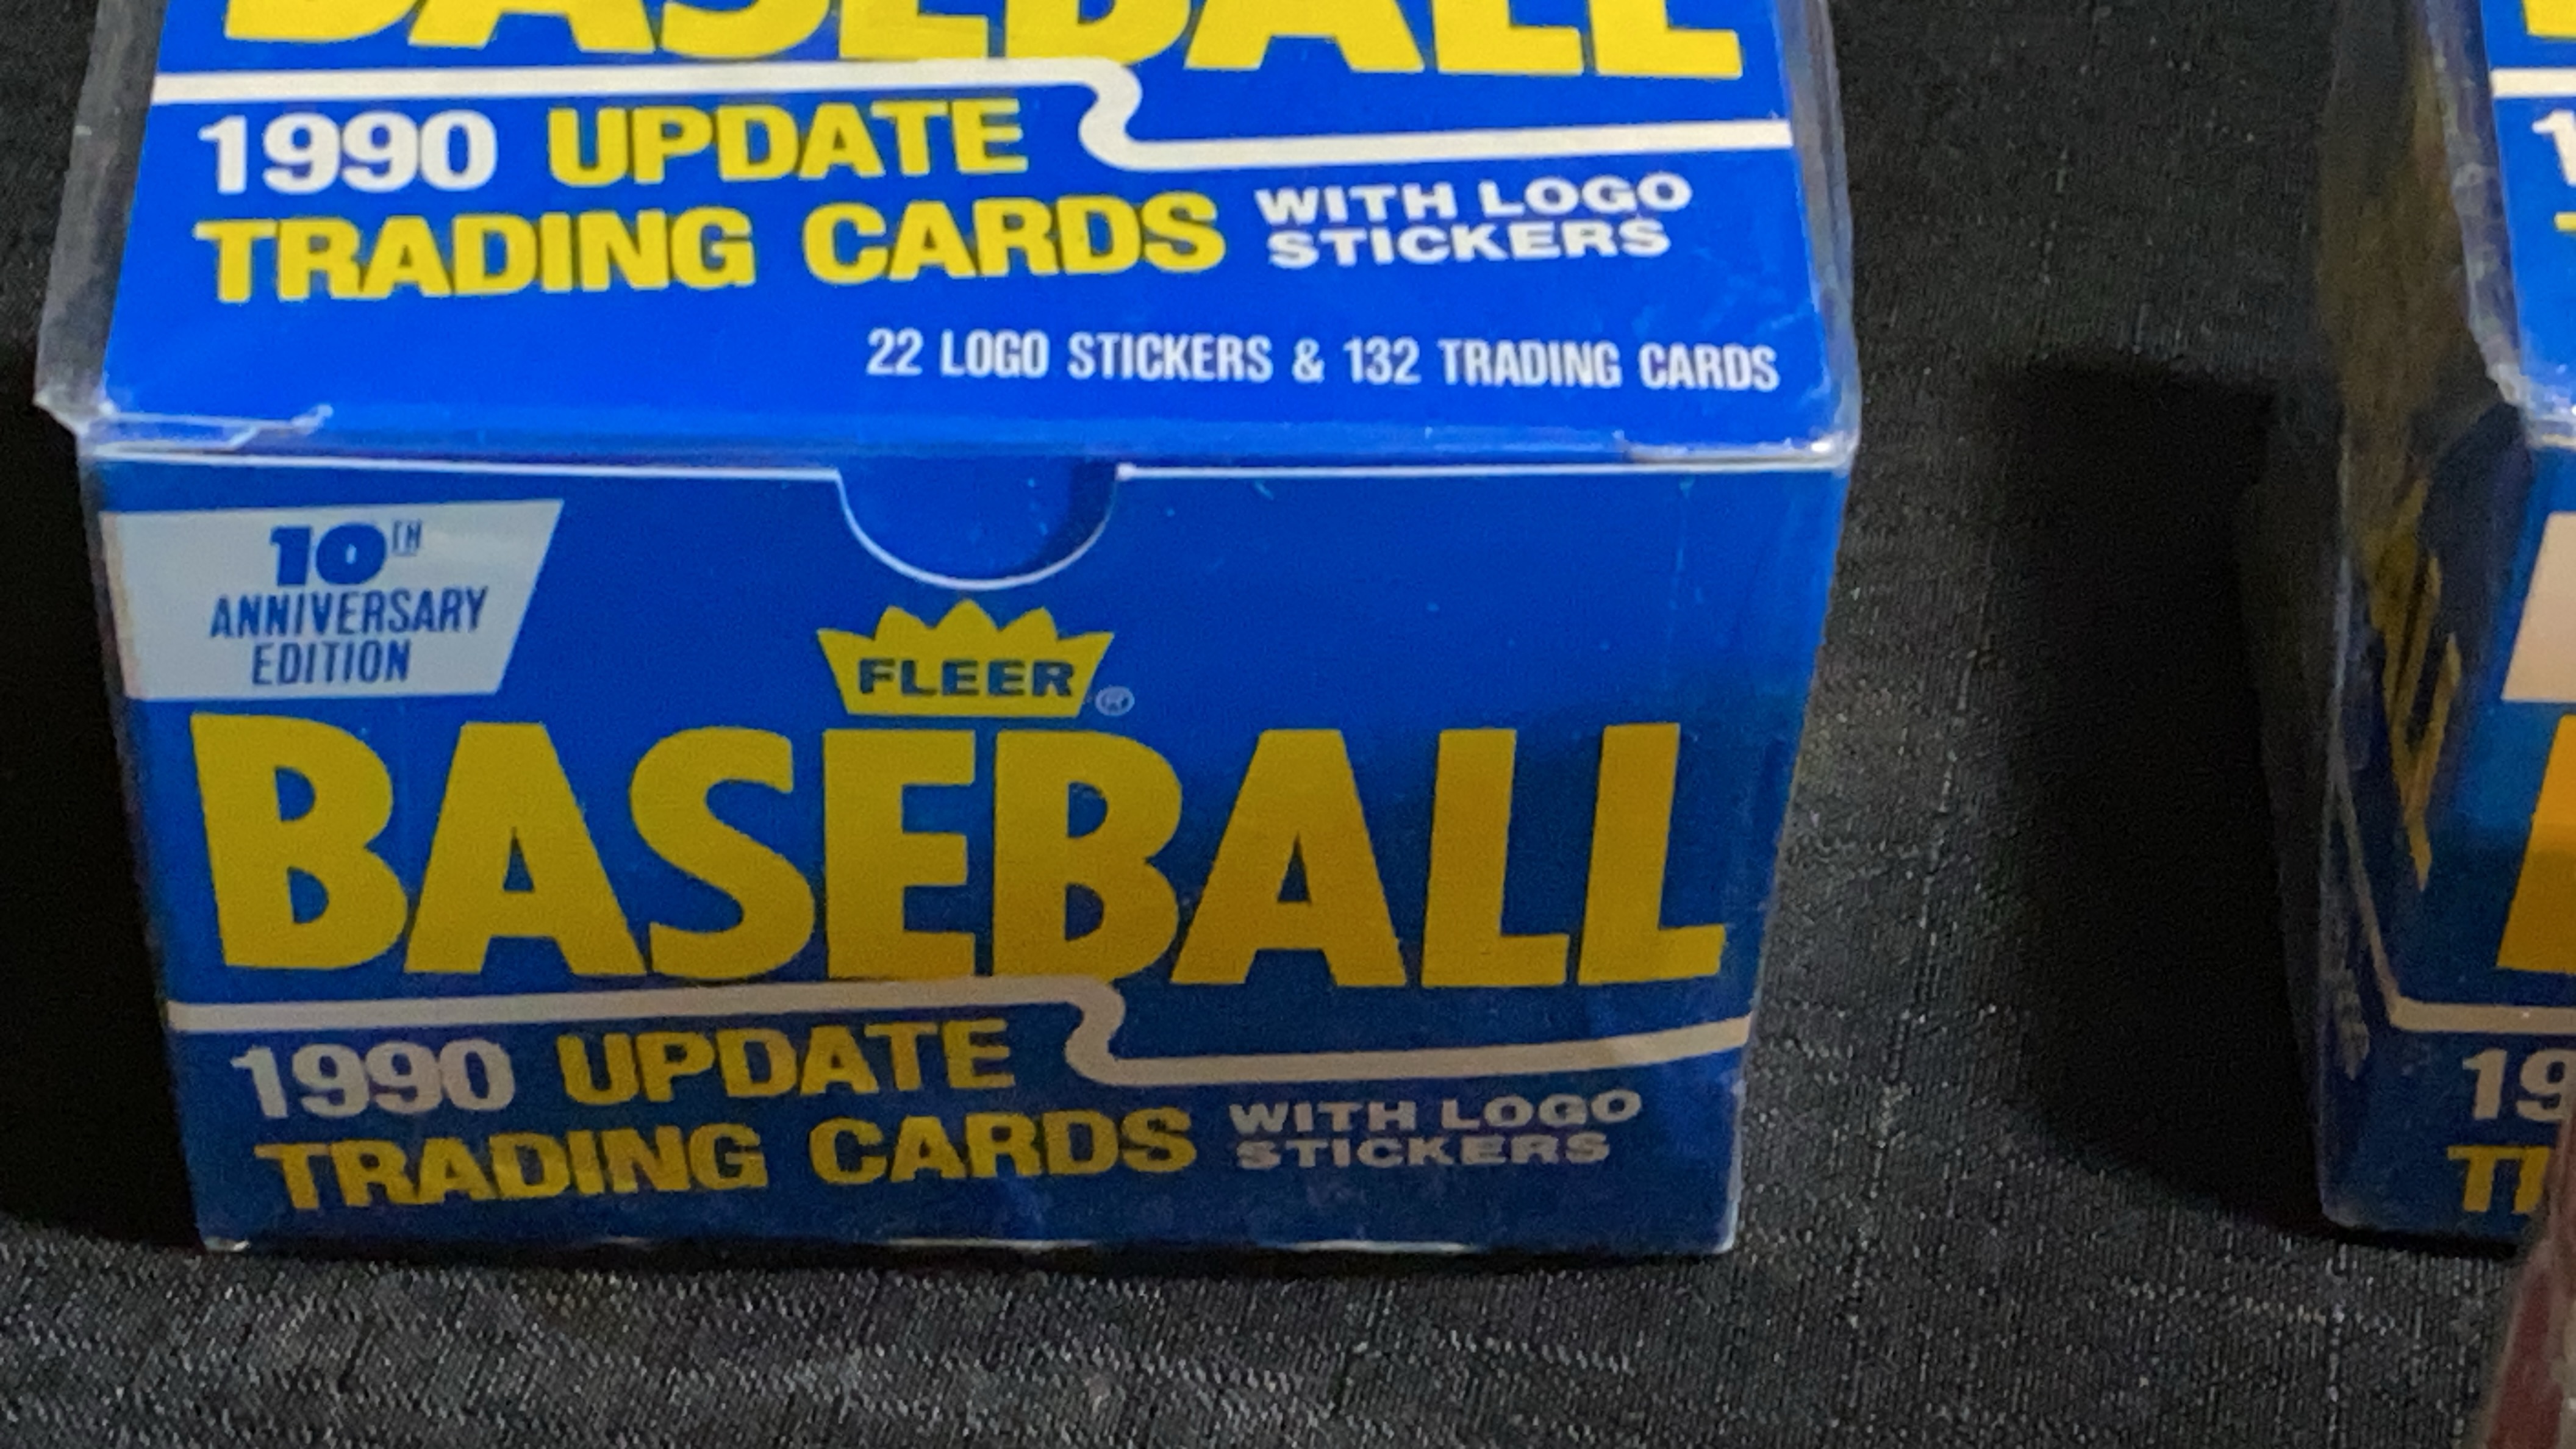 BASEBALL
1990 UPDATE
TRADING CARDS WITH LOGO
STICKERS
22 LOGO STICKERS & 132 TRADING CARDS
10TH
ANNIVERSARY
EDITION
FLEER®
BASEBALL
1990 UPDATE
TRADING CARDS WITH LOGO
STICKERS